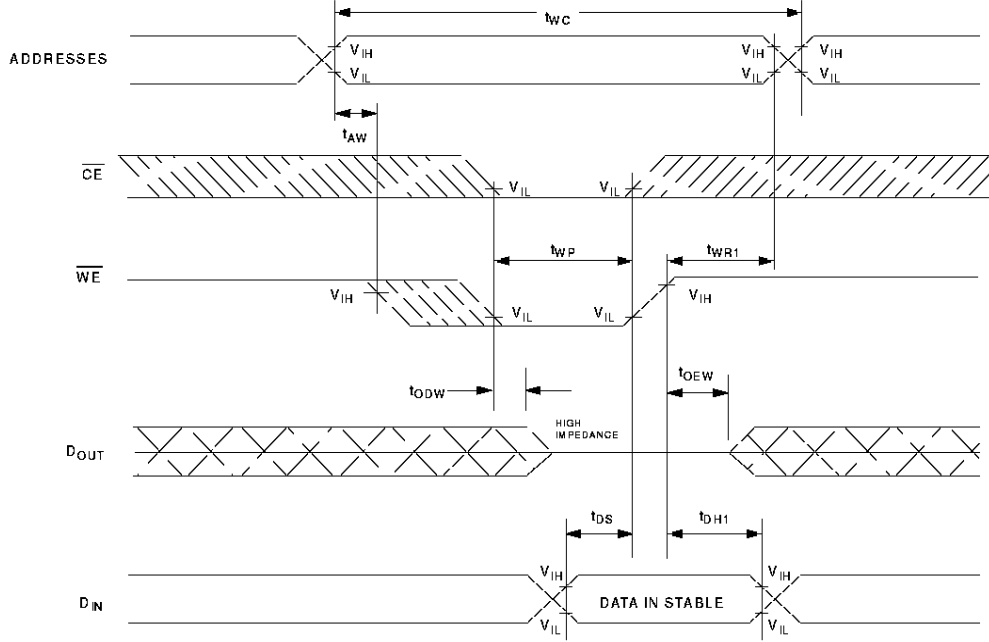 tWC
ADDRESSES
VIH
VIL
VIH
VIL
VIH
VIL
tAW
CE
VIL
VIL
tWP
tWR1
WE
VIH
VIL
VIL
VIH
tODW
tOEW
DOUT
HIGH
IMPEDANCE
tDS
tDH1
DIN
VIH
VIL
DATA IN STABLE
VIH
VIL